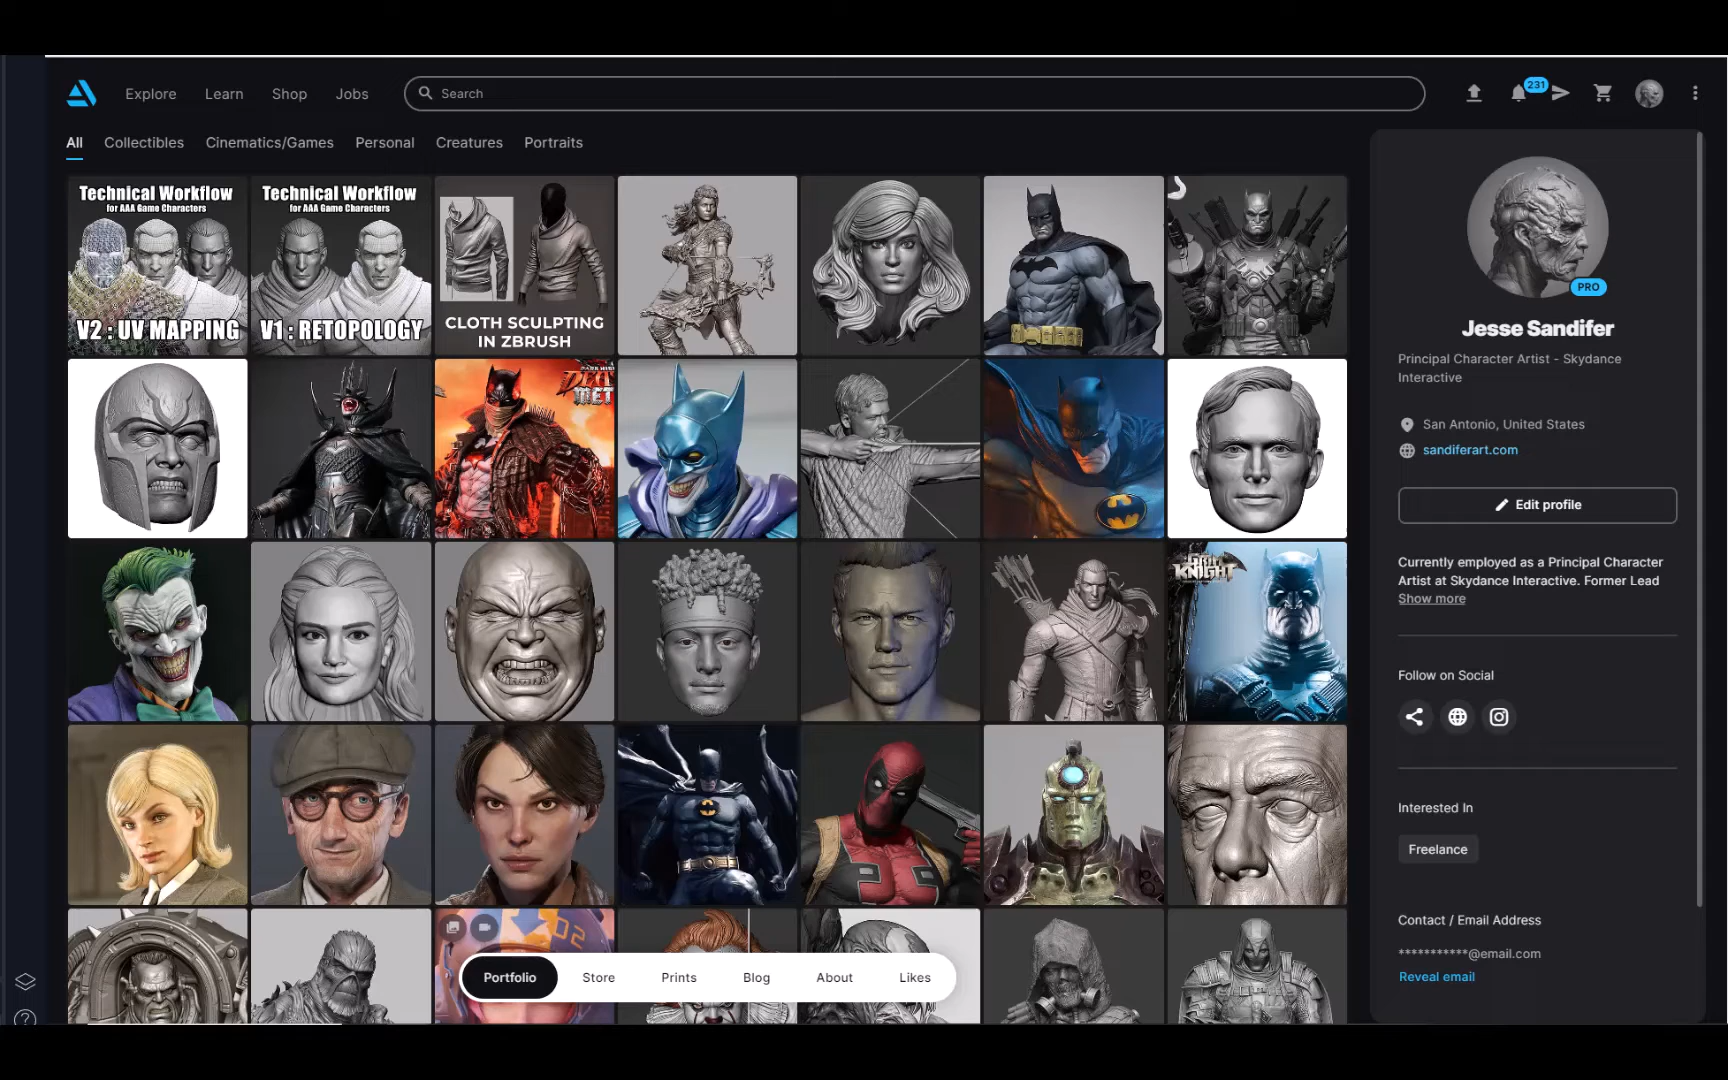 Explore Learn Shop Jobs Search 231
All Collectibles Cinematics/Games Personal Creatures Portraits
Technical Workflow
for AAA Game Characters
V2 : UV MAPPING
Technical Workflow
for AAA Game Characters
V1 : RETOPOLOGY
CLOTH SCULPTING
IN ZBRUSH
GRIM
KNIGHT
02
Portfolio Store Prints Blog About Likes
PRO
Jesse Sandifer
Principal Character Artist - Skydance
Interactive
San Antonio, United States
sandiferart.com
Edit profile
Currently employed as a Principal Character
Artist at Skydance Interactive. Former Lead
Show more
Follow on Social
Interested In
Freelance
Contact / Email Address
***********@email.com
Reveal email